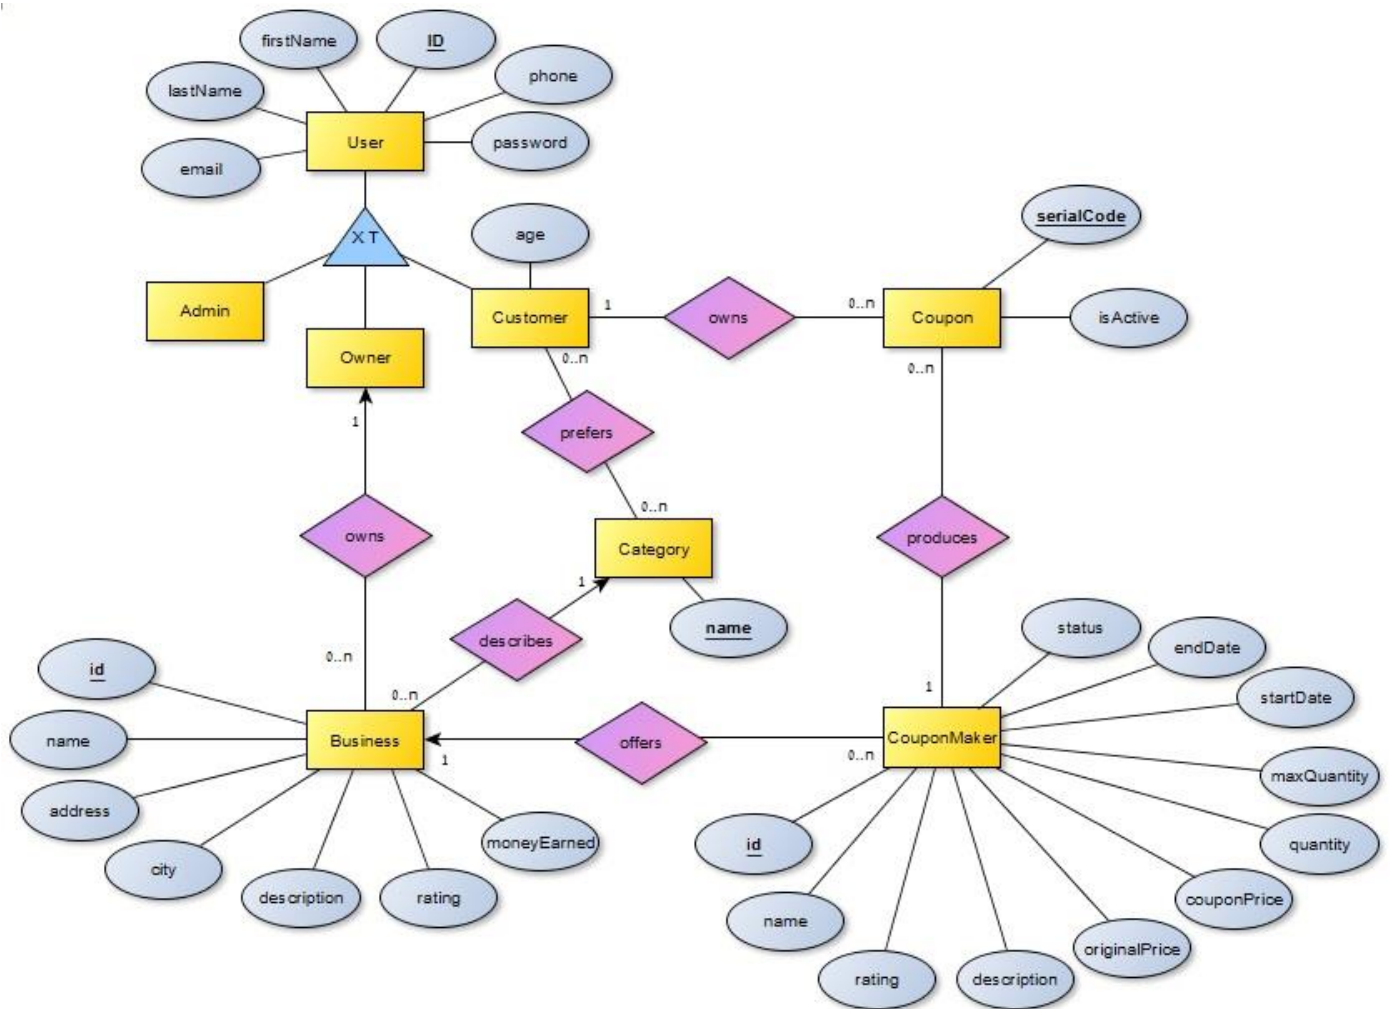 firstName
ID
phone
lastName
User
password
email
serialCode
X T
age
Admin
Customer
1
owns
0..n
Coupon
isActive
Owner
0..n
0..n
1
prefers
0..n
owns
produces
Category
1
describes
name
status
endDate
0..n
id
0..n
1
startDate
name
Business
offers
CouponMaker
1
0..n
maxQuantity
address
moneyEarned
id
quantity
city
description
rating
couponPrice
name
originalPrice
rating
description